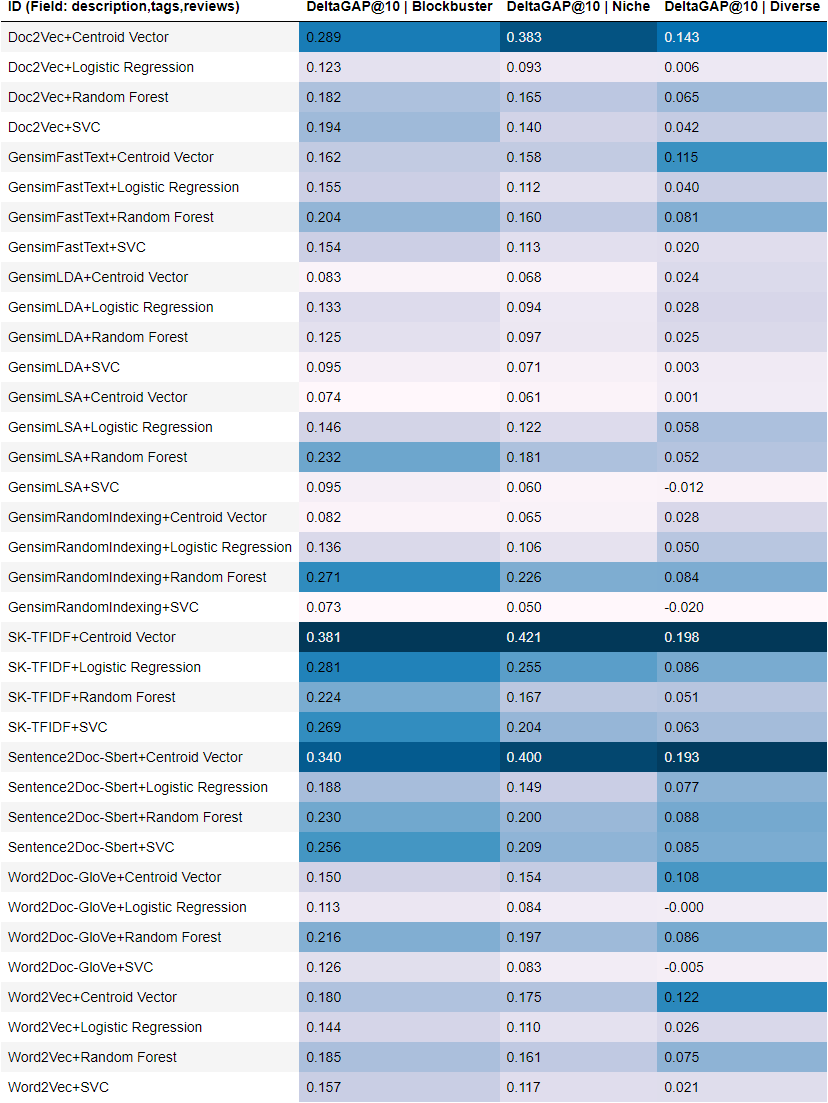 ID (Field: description,tags,reviews) DeltaGAP@10 | Blockbuster DeltaGAP@10 | Niche DeltaGAP@10 | Diverse
Doc2Vec+Centroid Vector 0.289 0.383 0.143
Doc2Vec+Logistic Regression 0.123 0.093 0.006
Doc2Vec+Random Forest 0.182 0.165 0.065
Doc2Vec+SVC 0.194 0.140 0.042
GensimFastText+Centroid Vector 0.162 0.158 0.115
GensimFastText+Logistic Regression 0.155 0.112 0.040
GensimFastText+Random Forest 0.204 0.160 0.081
GensimFastText+SVC 0.154 0.113 0.020
GensimLDA+Centroid Vector 0.083 0.068 0.024
GensimLDA+Logistic Regression 0.133 0.094 0.028
GensimLDA+Random Forest 0.125 0.097 0.025
GensimLDA+SVC 0.095 0.071 0.003
GensimLSA+Centroid Vector 0.074 0.061 0.001
GensimLSA+Logistic Regression 0.146 0.122 0.058
GensimLSA+Random Forest 0.232 0.181 0.052
GensimLSA+SVC 0.095 0.060 -0.012
GensimRandomIndexing+Centroid Vector 0.082 0.065 0.028
GensimRandomIndexing+Logistic Regression 0.136 0.106 0.050
GensimRandomIndexing+Random Forest 0.271 0.226 0.084
GensimRandomIndexing+SVC 0.073 0.050 -0.020
SK-TFIDF+Centroid Vector 0.381 0.421 0.198
SK-TFIDF+Logistic Regression 0.281 0.255 0.086
SK-TFIDF+Random Forest 0.224 0.167 0.051
SK-TFIDF+SVC 0.269 0.204 0.063
Sentence2Doc-Sbert+Centroid Vector 0.340 0.400 0.193
Sentence2Doc-Sbert+Logistic Regression 0.188 0.149 0.077
Sentence2Doc-Sbert+Random Forest 0.230 0.200 0.088
Sentence2Doc-Sbert+SVC 0.256 0.209 0.085
Word2Doc-GloVe+Centroid Vector 0.150 0.154 0.108
Word2Doc-GloVe+Logistic Regression 0.113 0.084 -0.000
Word2Doc-GloVe+Random Forest 0.216 0.197 0.086
Word2Doc-GloVe+SVC 0.126 0.083 -0.005
Word2Vec+Centroid Vector 0.180 0.175 0.122
Word2Vec+Logistic Regression 0.144 0.110 0.026
Word2Vec+Random Forest 0.185 0.161 0.075
Word2Vec+SVC 0.157 0.117 0.021